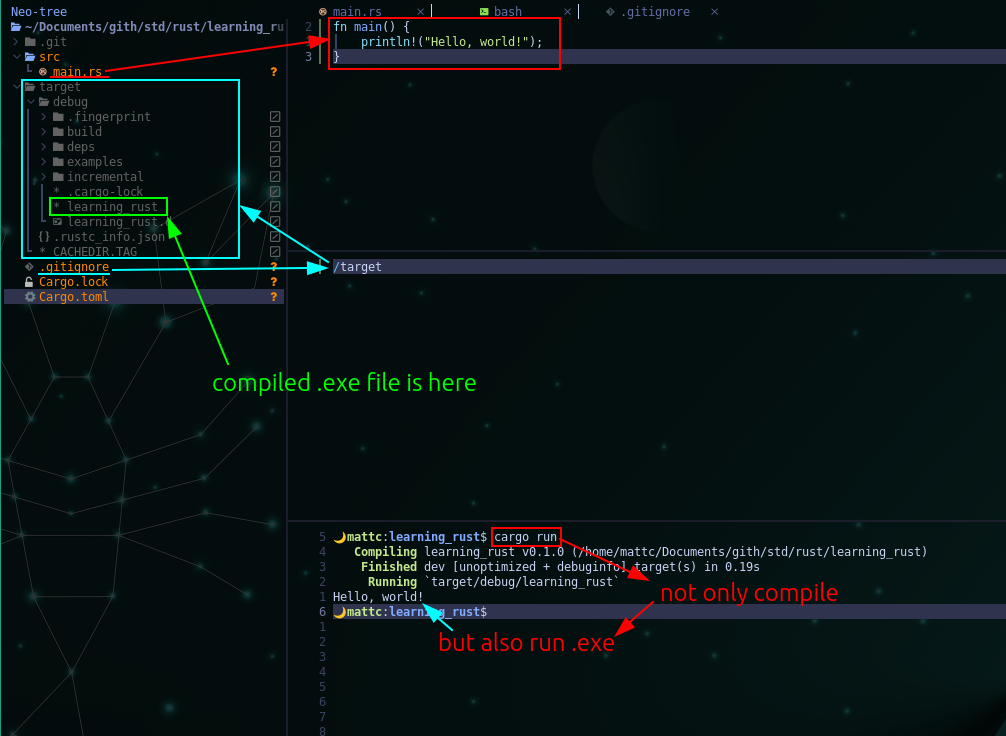 Neo-tree
~/Documents/gith/std/rust/learning_ru
.git
src
main.rs ?
target
debug
.fingerprint
build
deps
examples
incremental
* .cargo-lock
* learning_rust
learning_rust.d
{} .rustc_info.json
* CACHEDIR.TAG
.gitignore ?
Cargo.lock ?
Cargo.toml ?
main.rs × bash × .gitignore ×
2 fn main() {
println!("Hello, world!");
3 }
/target
compiled .exe file is here
5 mattc:learning_rust$ cargo run
4 Compiling learning_rust v0.1.0 (/home/mattc/Documents/gith/std/rust/learning_rust)
3 Finished dev [unoptimized + debuginfo] target(s) in 0.19s
2 Running `target/debug/learning_rust`
1 Hello, world!
6 mattc:learning_rust$
1
2
3
4
5
6
7
8
not only compile
but also run .exe